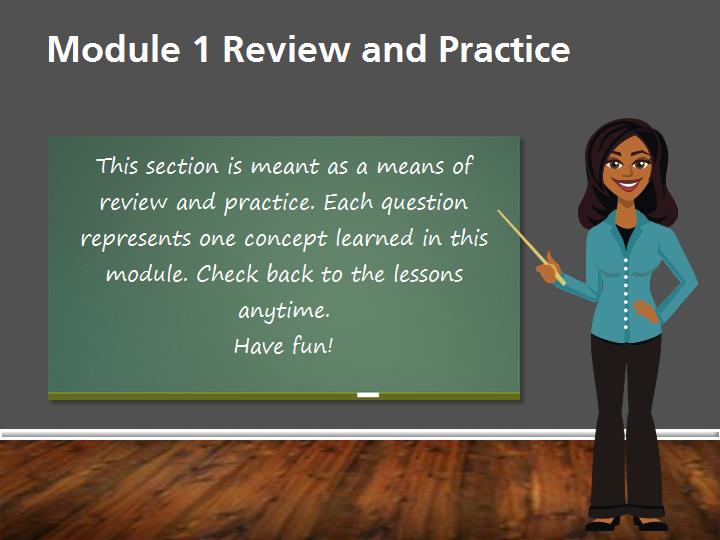 Module 1 Review and Practice
This section is meant as a means of
review and practice. Each question
represents one concept learned in this
module. Check back to the lessons
anytime.
Have fun!